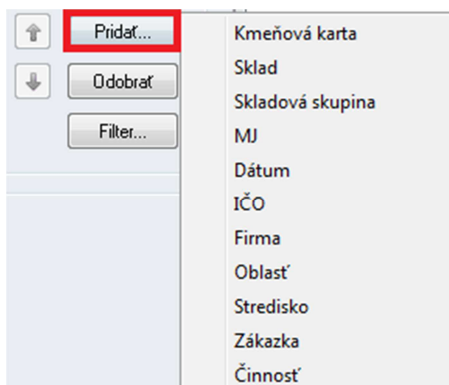 Pridať...
Odobrať
Filter...
Kmeňová karta
Sklad
Skladová skupina
MJ
Dátum
IČO
Firma
Oblasť
Stredisko
Zákazka
Činnosť